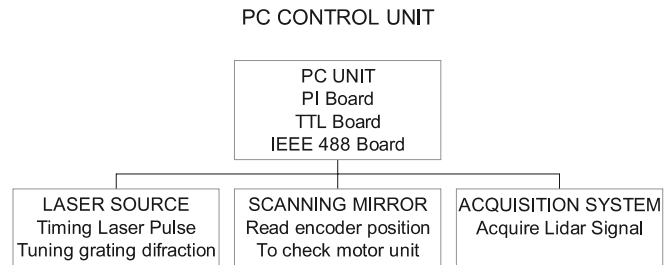 PC CONTROL UNIT
PC UNIT
PI Board
TTL Board
IEEE 488 Board
LASER SOURCE
Timing Laser Pulse
Tuning grating difraction
SCANNING MIRROR
Read encoder position
To check motor unit
ACQUISITION SYSTEM
Acquire Lidar Signal